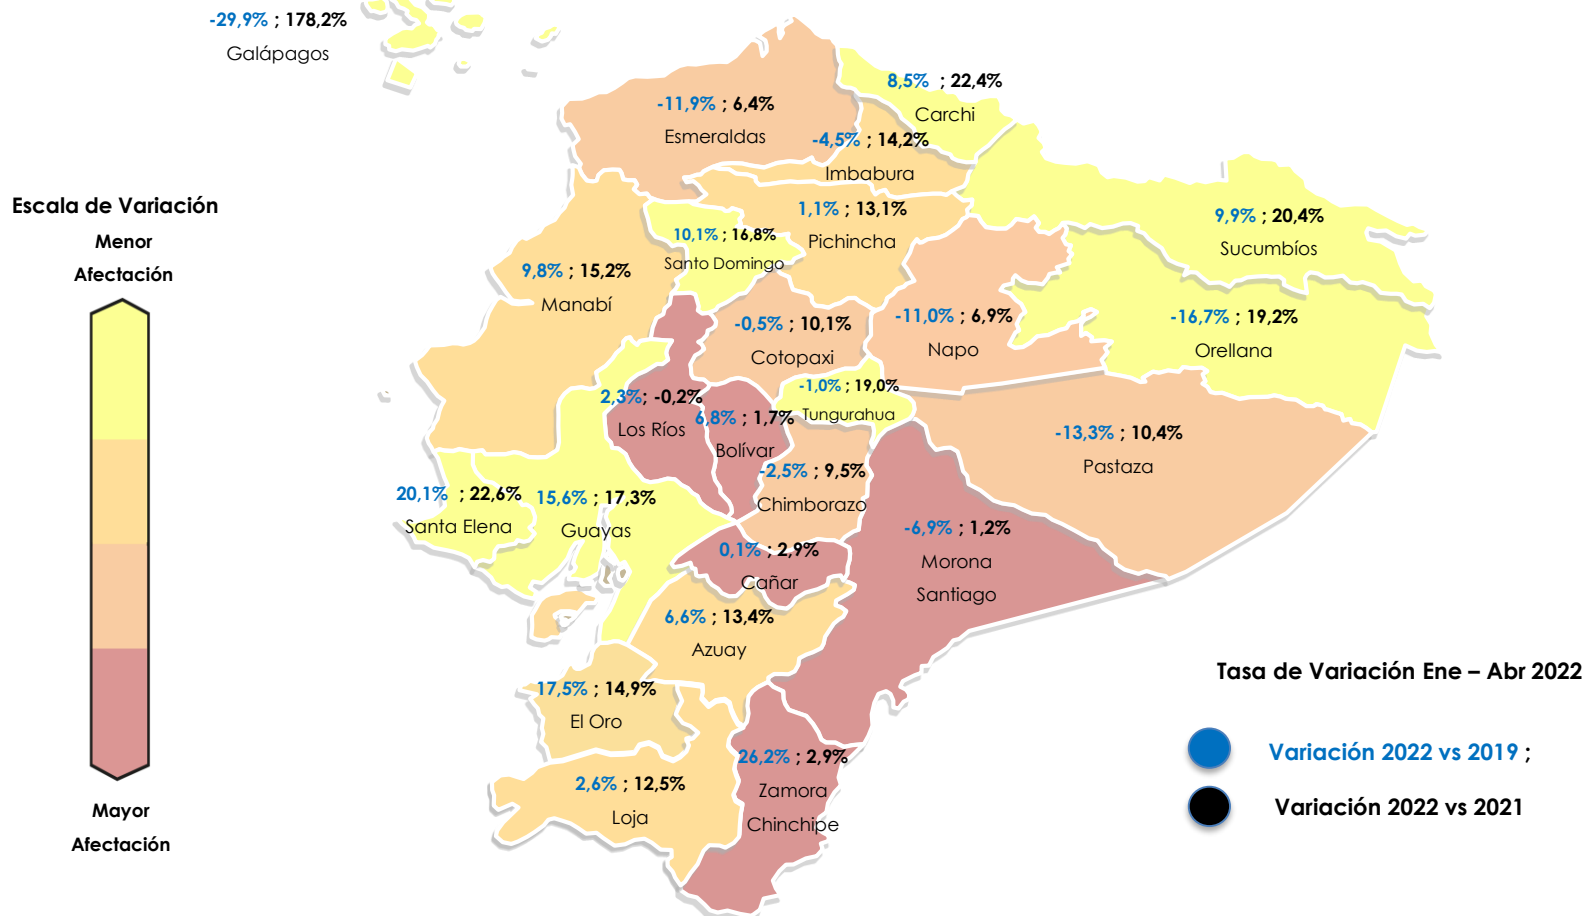 -29,9% ; 178,2%
Galápagos
8,5% ; 22,4%
Carchi
-11,9% ; 6,4%
Esmeraldas
-4,5% ; 14,2%
Imbabura
Escala de Variación
Menor
Afectación
1,1% ; 13,1%
Pichincha
9,9% ; 20,4%
Sucumbíos
10,1% ; 16,8%
Santo Domingo
9,8% ; 15,2%
Manabí
-0,5% ; 10,1%
Cotopaxi
-11,0% ; 6,9%
Napo
-16,7% ; 19,2%
Orellana
2,3%; -0,2%
Los Ríos
6,8% ; 1,7%
Bolívar
-1,0% ; 19,0%
Tungurahua
-13,3% ; 10,4%
Pastaza
-2,5% ; 9,5%
Chimborazo
20,1% ; 22,6%
Santa Elena
15,6% ; 17,3%
Guayas
-6,9% ; 1,2%
Morona
Santiago
0,1% ; 2,9%
Cañar
6,6% ; 13,4%
Azuay
17,5% ; 14,9%
El Oro
26,2% ; 2,9%
Zamora
Chinchipe
2,6% ; 12,5%
Loja
Mayor
Afectación
Tasa de Variación Ene – Abr 2022
Variación 2022 vs 2019 ;
Variación 2022 vs 2021